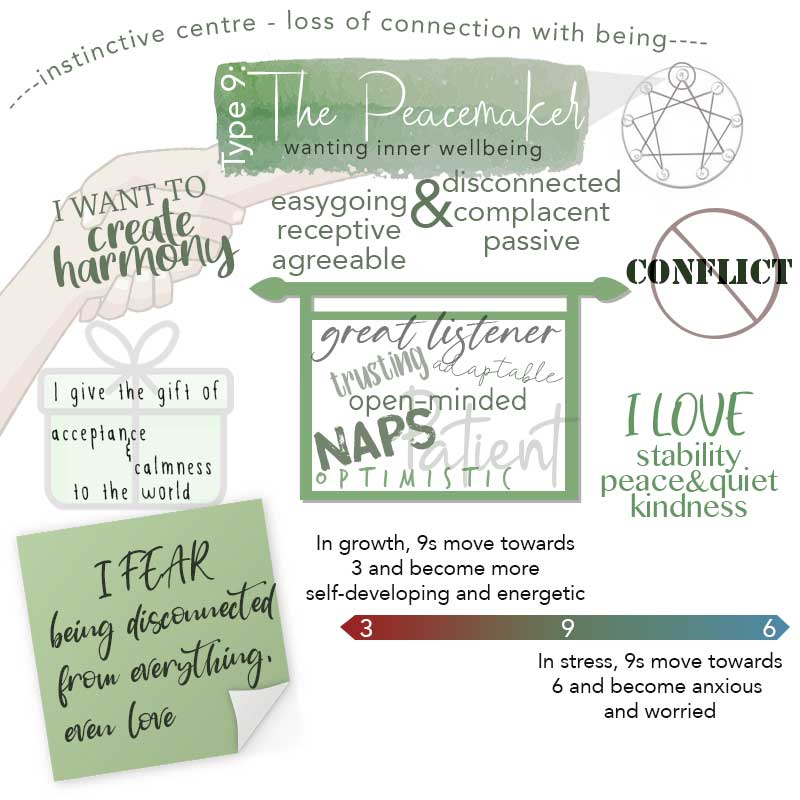 ----instinctive centre - loss of connection with being----
Type 9:
The Peacemaker
wanting inner wellbeing
I WANT TO
create
harmony
easygoing
receptive
agreeable
&
disconnected
complacent
passive
CONFLICT
great listener
trusting
adaptable
open-minded
NAPS
Patient
OPTIMISTIC
I give the gift of
acceptance
&
calmness
to the world
I LOVE
stability
peace&quiet
kindness
I FEAR
being disconnected
from everything,
even love
In growth, 9s move towards
3 and become more
self-developing and energetic
3 9 6
In stress, 9s move towards
6 and become anxious
and worried